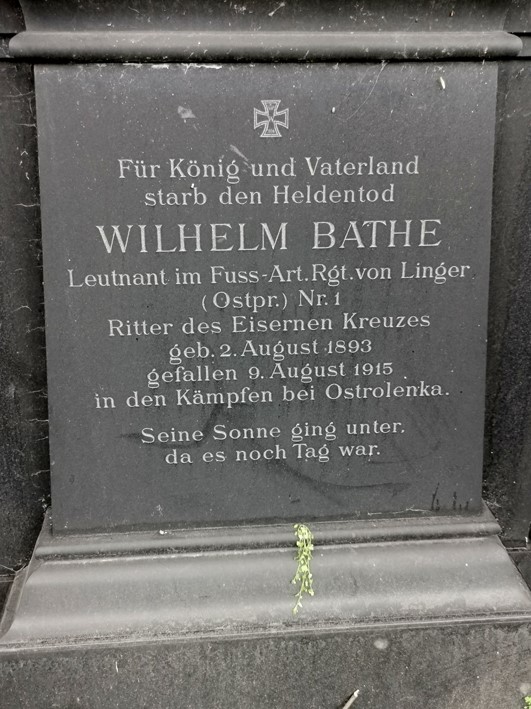 Für König und Vaterland
starb den Heldentod
WILHELM BATHE
Leutnant im Fuss-Art.Rgt.von Linger
(Ostpr.) Nr.1
Ritter des Eisernen Kreuzes
geb. 2. August 1893
gefallen 9. August 1915
in den Kämpfen bei Ostrolenka.
Seine Sonne ging unter,
da es noch Tag war.